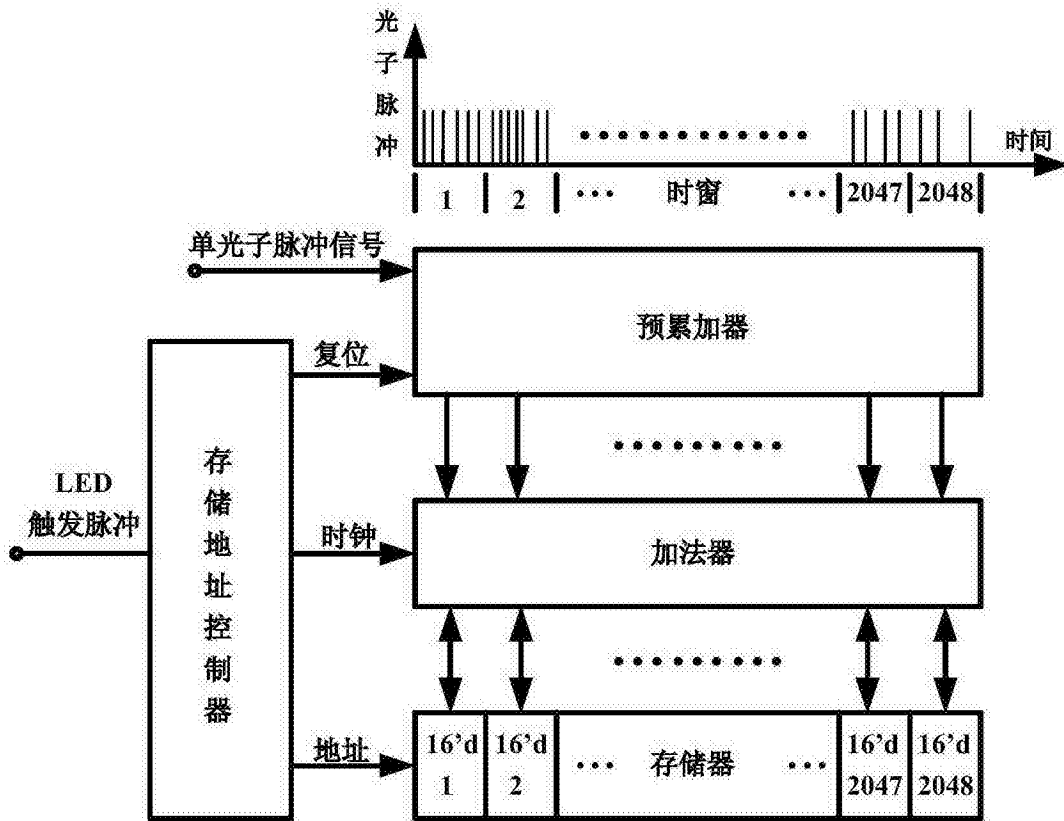 光子脉冲
时间
1
2
···
时窗
···
2047
2048
单光子脉冲信号
预累加器
复位
存储地址控制器
LED
触发脉冲
时钟
加法器
地址
16’d
1
16’d
2
···
存储器
···
16’d
2047
16’d
2048